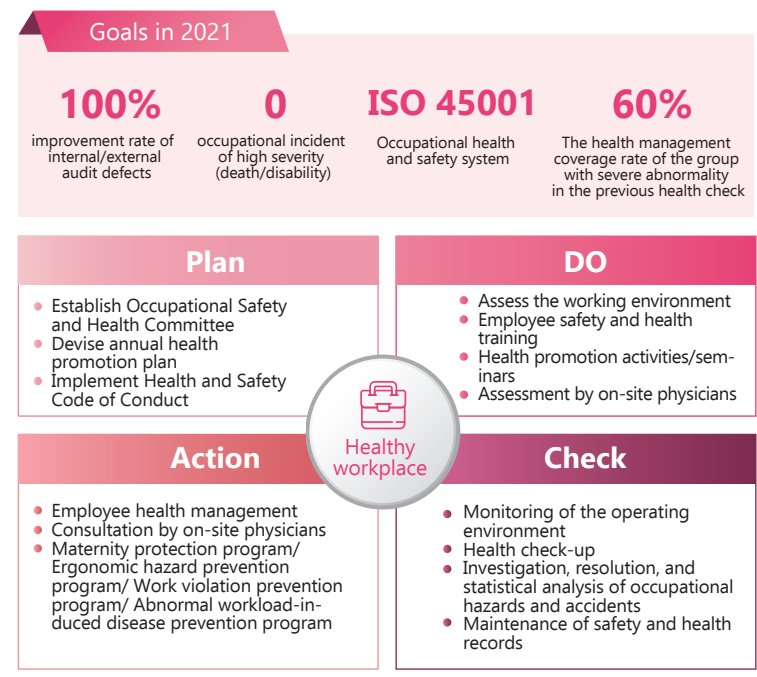 Goals in 2021
100%
improvement rate of
internal/external
audit defects
0
occupational incident
of high severity
(death/disability)
ISO 45001
Occupational health
and safety system
60%
The health management
coverage rate of the group
with severe abnormality
in the previous health check
Plan
• Establish Occupational Safety
and Health Committee
• Devise annual health
promotion plan
• Implement Health and Safety
Code of Conduct
DO
• Assess the working environment
• Employee safety and health
training
• Health promotion activities/sem-
inars
• Assessment by on-site physicians
Healthy
workplace
Action
• Employee health management
• Consultation by on-site physicians
• Maternity protection program/
Ergonomic hazard prevention
program/ Work violation prevention
program/ Abnormal workload-in-
duced disease prevention program
Check
• Monitoring of the operating
environment
• Health check-up
• Investigation, resolution, and
statistical analysis of occupational
hazards and accidents
• Maintenance of safety and health
records